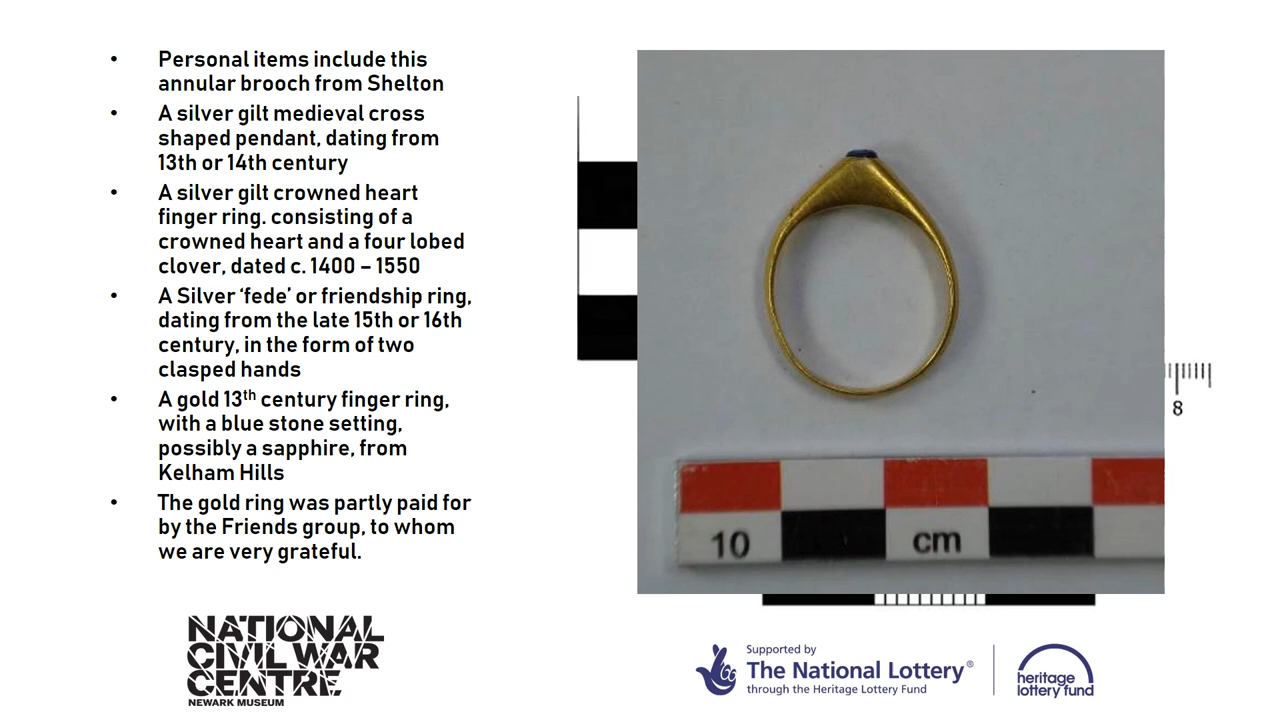 • Personal items include this
annular brooch from Shelton
• A silver gilt medieval cross
shaped pendant, dating from
13th or 14th century
• A silver gilt crowned heart
finger ring. consisting of a
crowned heart and a four lobed
clover, dated c. 1400 – 1550
• A Silver ‘fede’ or friendship ring,
dating from the late 15th or 16th
century, in the form of two
clasped hands
• A gold 13th century finger ring,
with a blue stone setting,
possibly a sapphire, from
Kelham Hills
• The gold ring was partly paid for
by the Friends group, to whom
we are very grateful.
8
10 cm
NATIONAL
CIVIL WAR
CENTRE
NEWARK MUSEUM
Supported by
The National Lottery®
through the Heritage Lottery Fund
heritage
lottery fund